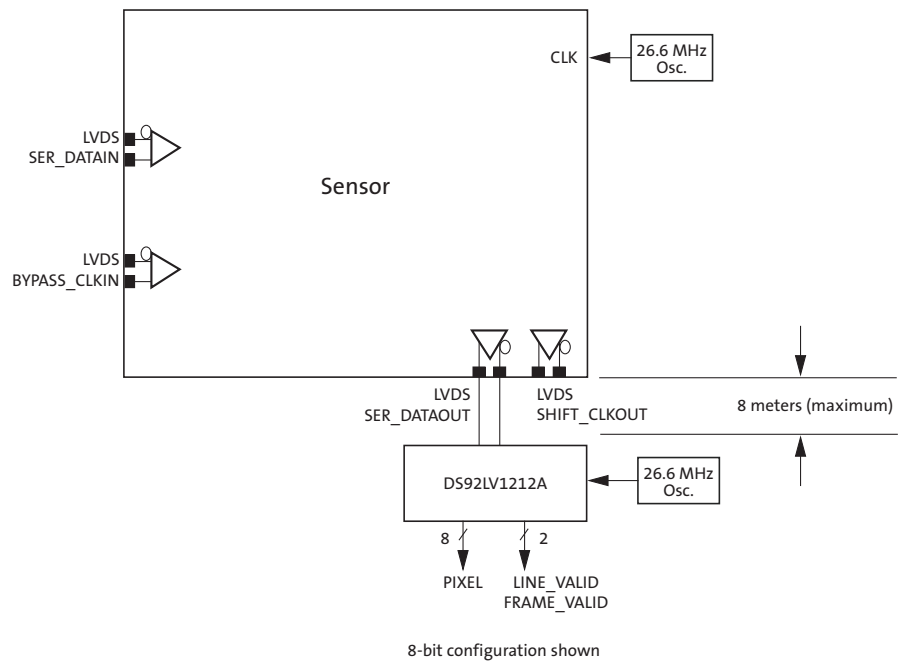 CLK
26.6 MHz
Osc.
LVDS
SER_DATAIN
Sensor
LVDS
BYPASS_CLKIN
LVDS
SER_DATAOUT
LVDS
SHIFT_CLKOUT
8 meters (maximum)
DS92LV1212A
26.6 MHz
Osc.
8
2
PIXEL
LINE_VALID
FRAME_VALID
8-bit configuration shown